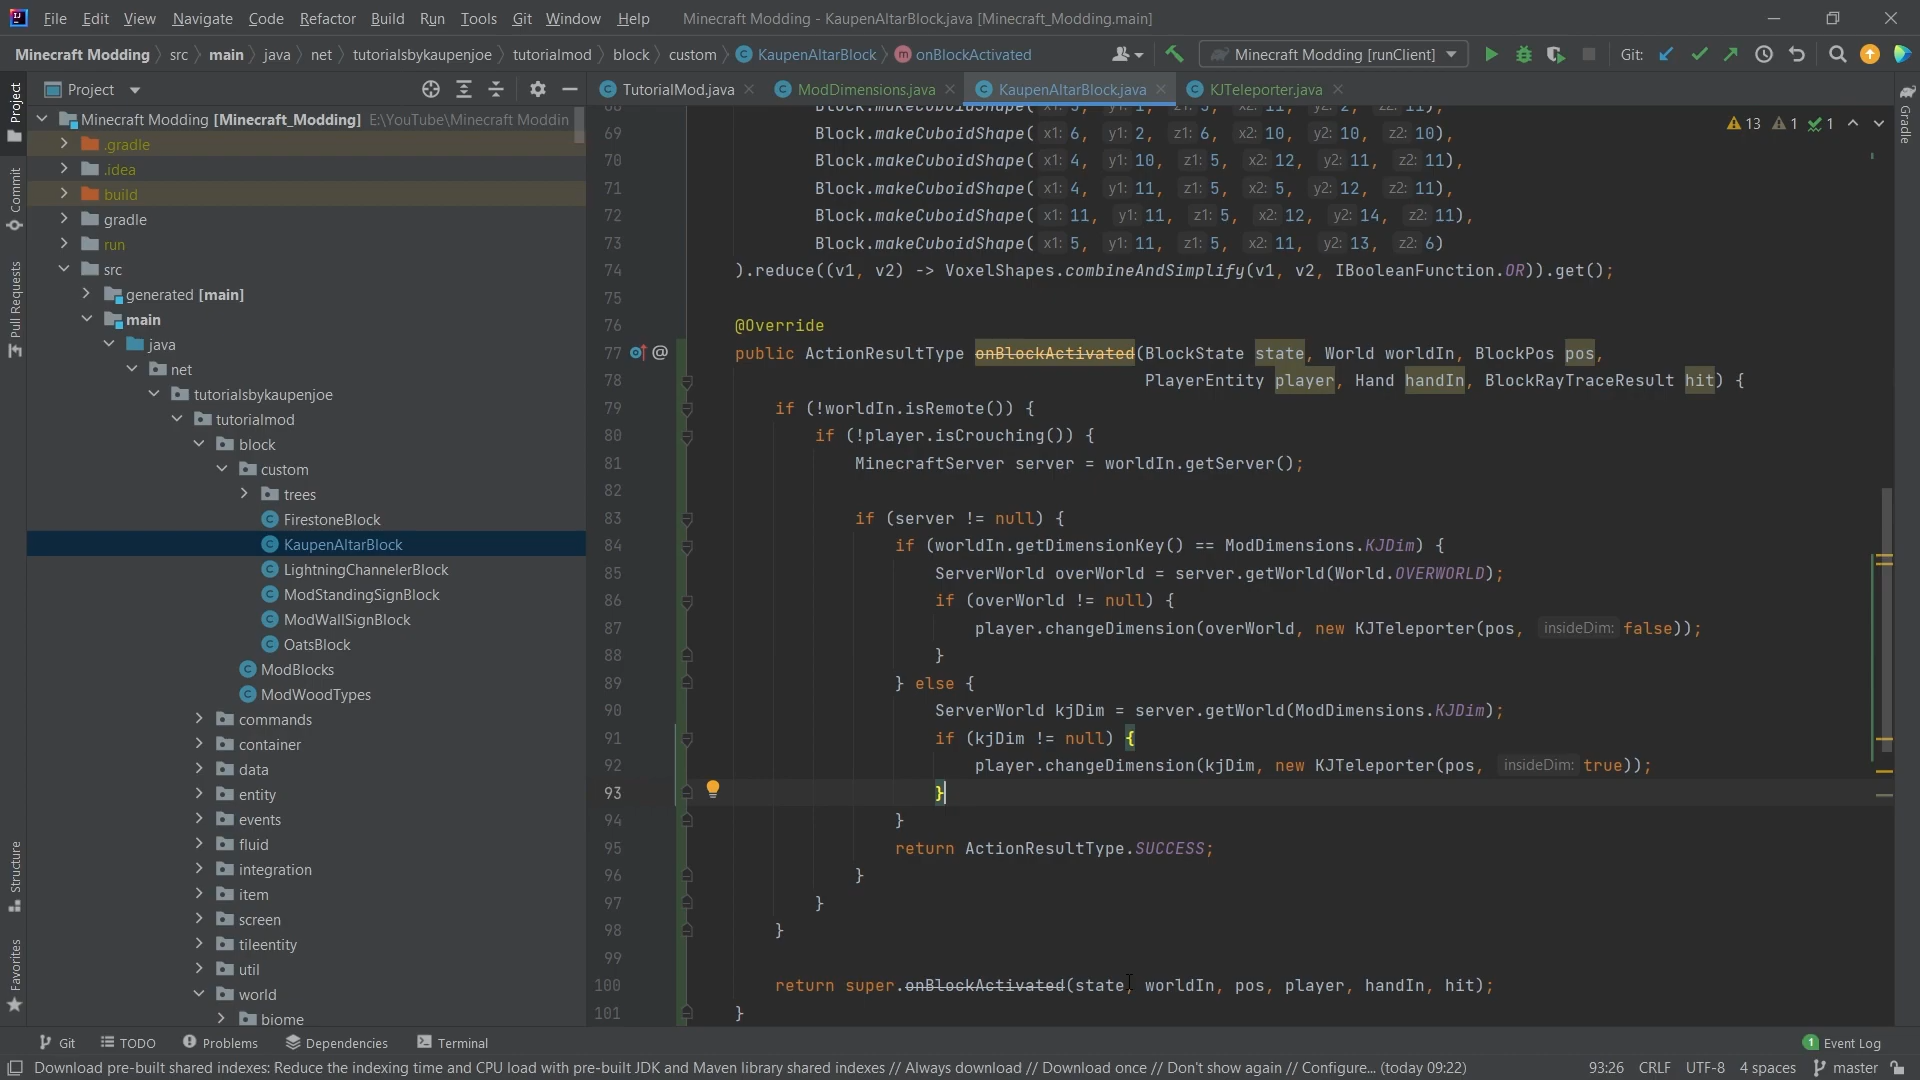 File Edit View Navigate Code Refactor Build Run Tools Git Window Help Minecraft Modding - KaupenAltarBlock.java [Minecraft_Modding.main]
Minecraft Modding src main java net tutorialsbykaupenjoe tutorialmod block custom KaupenAltarBlock onBlockActivated Minecraft Modding [runClient] Git:
Project TutorialMod.java ModDimensions.java KaupenAltarBlock.java KJTeleporter.java
Project
Commit
Pull Requests
Structure
Favorites
Gradle
Minecraft Modding [Minecraft_Modding] E:\YouTube\Minecraft Moddin
.gradle
.idea
build
gradle
run
src
generated [main]
main
java
net
tutorialsbykaupenjoe
tutorialmod
block
custom
trees
FirestoneBlock
KaupenAltarBlock
LightningChannelerBlock
ModStandingSignBlock
ModWallSignBlock
OatsBlock
ModBlocks
ModWoodTypes
commands
container
data
entity
events
fluid
integration
item
screen
tileentity
util
world
biome
13 1 1
69 Block.makeCuboidShape( x1: 6, y1: 2, z1: 6, x2: 10, y2: 10, z2: 10),
70 Block.makeCuboidShape( x1: 4, y1: 10, z1: 5, x2: 12, y2: 11, z2: 11),
71 Block.makeCuboidShape( x1: 4, y1: 11, z1: 5, x2: 5, y2: 12, z2: 11),
72 Block.makeCuboidShape( x1: 11, y1: 11, z1: 5, x2: 12, y2: 14, z2: 11),
73 Block.makeCuboidShape( x1: 5, y1: 11, z1: 5, x2: 11, y2: 13, z2: 6)
74 ).reduce((v1, v2) -> VoxelShapes.combineAndSimplify(v1, v2, IBooleanFunction.OR)).get();
75
76 @Override
77 @ public ActionResultType onBlockActivated(BlockState state, World worldIn, BlockPos pos,
78 PlayerEntity player, Hand handIn, BlockRayTraceResult hit) {
79 if (!worldIn.isRemote()) {
80 if (!player.isCrouching()) {
81 MinecraftServer server = worldIn.getServer();
82
83 if (server != null) {
84 if (worldIn.getDimensionKey() == ModDimensions.KJDim) {
85 ServerWorld overWorld = server.getWorld(World.OVERWORLD);
86 if (overWorld != null) {
87 player.changeDimension(overWorld, new KJTeleporter(pos, insideDim: false));
88 }
89 } else {
90 ServerWorld kjDim = server.getWorld(ModDimensions.KJDim);
91 if (kjDim != null) {
92 player.changeDimension(kjDim, new KJTeleporter(pos, insideDim: true));
93 }
94 }
95 return ActionResultType.SUCCESS;
96 }
97 }
98 }
99
100 return super.onBlockActivated(state, worldIn, pos, player, handIn, hit);
101 }
Git TODO Problems Dependencies Terminal 1 Event Log
Download pre-built shared indexes: Reduce the indexing time and CPU load with pre-built JDK and Maven library shared indexes // Always download // Download once // Don't show again // Configure... (today 09:22) 93:26 CRLF UTF-8 4 spaces master